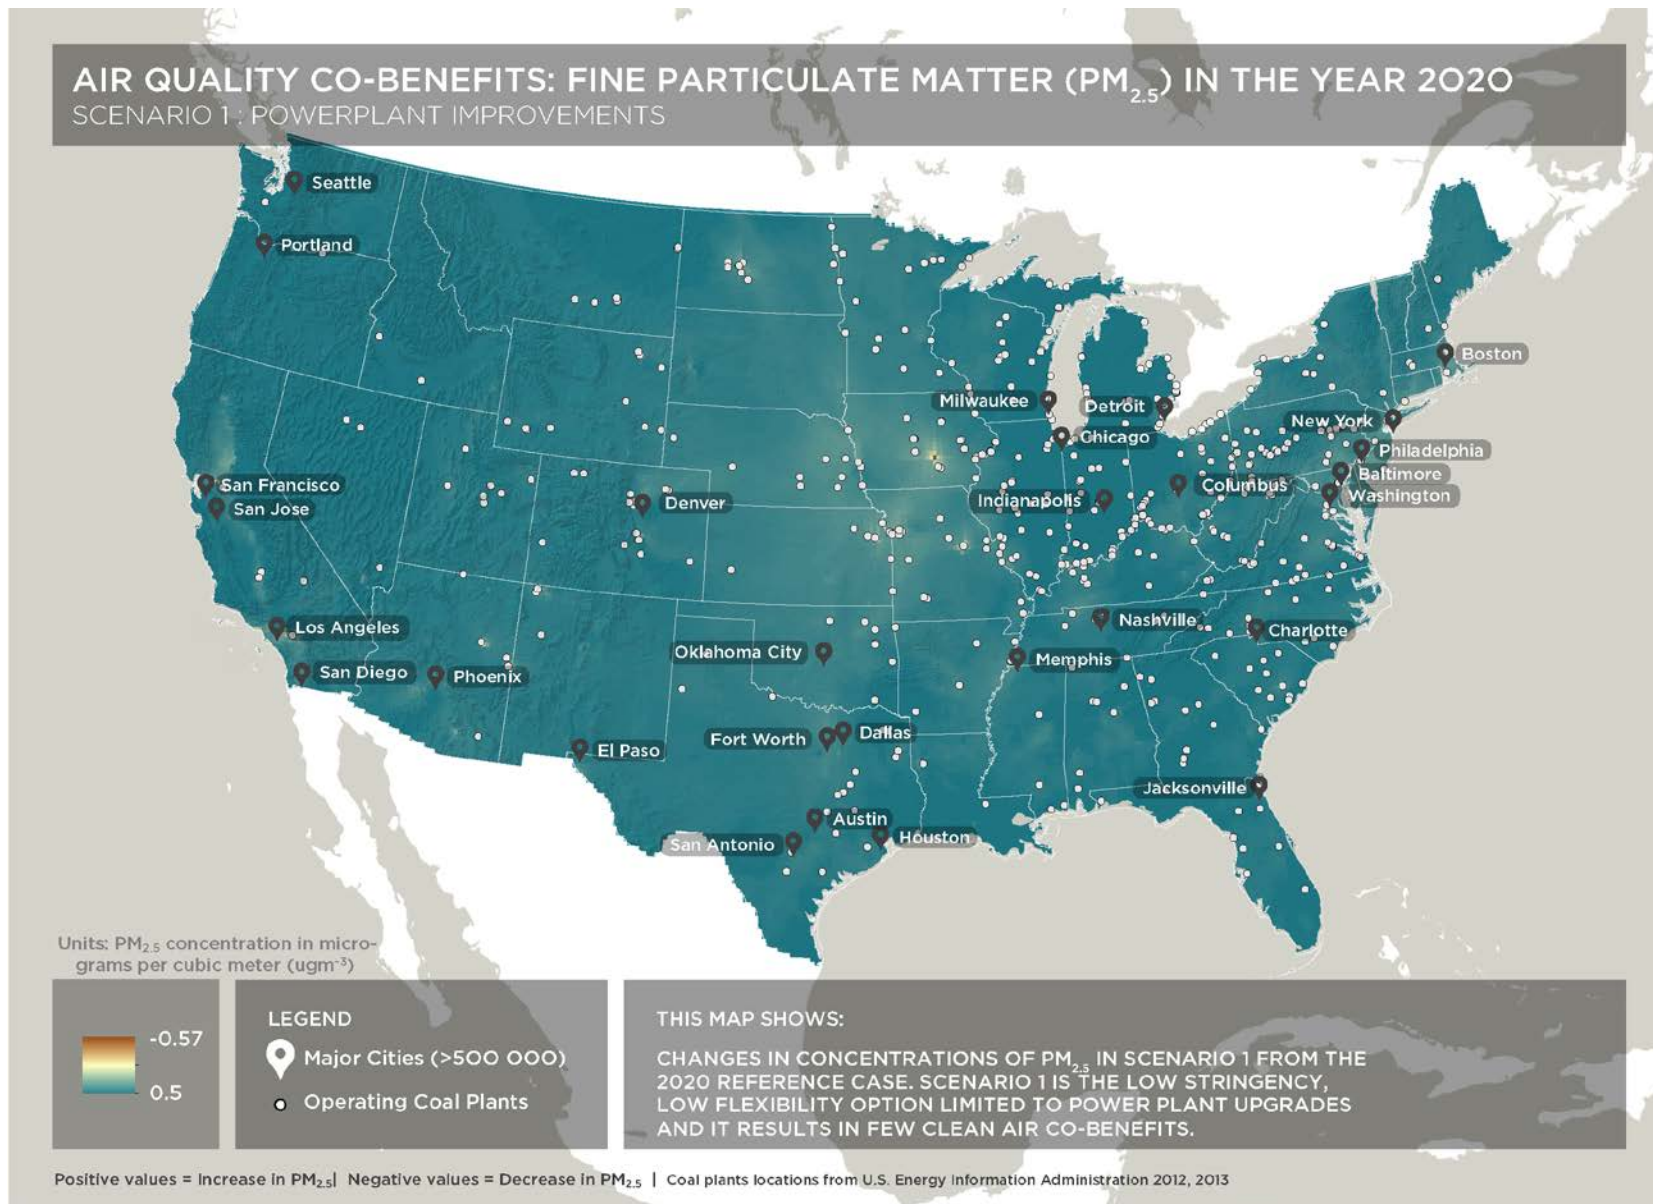 AIR QUALITY CO-BENEFITS: FINE PARTICULATE MATTER (PM2.5) IN THE YEAR 2020
SCENARIO 1 : POWERPLANT IMPROVEMENTS
Seattle
Portland
Boston
Milwaukee
Detroit
New York
Chicago
Philadelphia
Baltimore
San Francisco
Columbus
Washington
San Jose
Denver
Indianapolis
Los Angeles
Nashville
Charlotte
Oklahoma City
Memphis
San Diego
Phoenix
Fort Worth
Dallas
El Paso
Jacksonville
Austin
San Antonio
Houston
Units: PM2.5 concentration in micro-
grams per cubic meter (ugm-3)
-0.57
0.5
LEGEND
Major Cities (>500 000)
Operating Coal Plants
THIS MAP SHOWS:
CHANGES IN CONCENTRATIONS OF PM2.5 IN SCENARIO 1 FROM THE
2020 REFERENCE CASE. SCENARIO 1 IS THE LOW STRINGENCY,
LOW FLEXIBILITY OPTION LIMITED TO POWER PLANT UPGRADES
AND IT RESULTS IN FEW CLEAN AIR CO-BENEFITS.
Positive values = Increase in PM2.5| Negative values = Decrease in PM2.5 | Coal plants locations from U.S. Energy Information Administration 2012, 2013